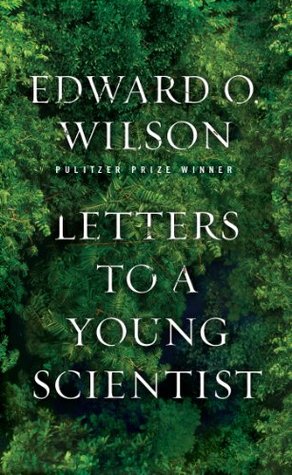 EDWARD O.
WILSON
PULITZER PRIZE WINNER
LETTERS
TO A
YOUNG
SCIENTIST